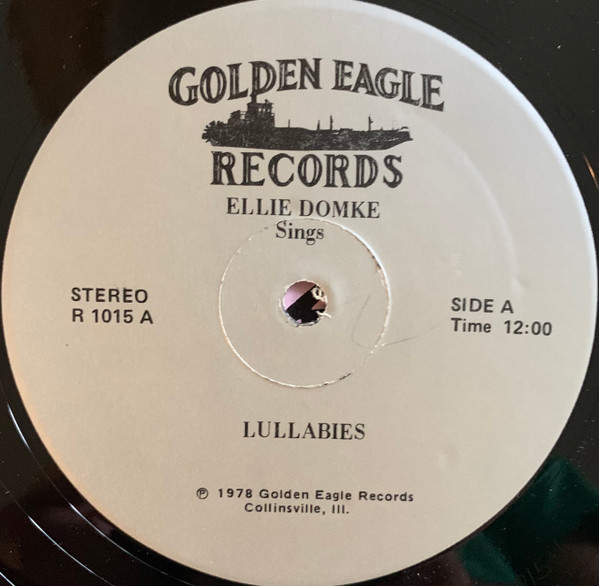 GOLDEN EAGLE
RECORDS
ELLIE DOMKE
Sings
STEREO
R 1015 A
SIDE A
Time 12:00
LULLABIES
℗ 1978 Golden Eagle Records
Collinsville, Ill.